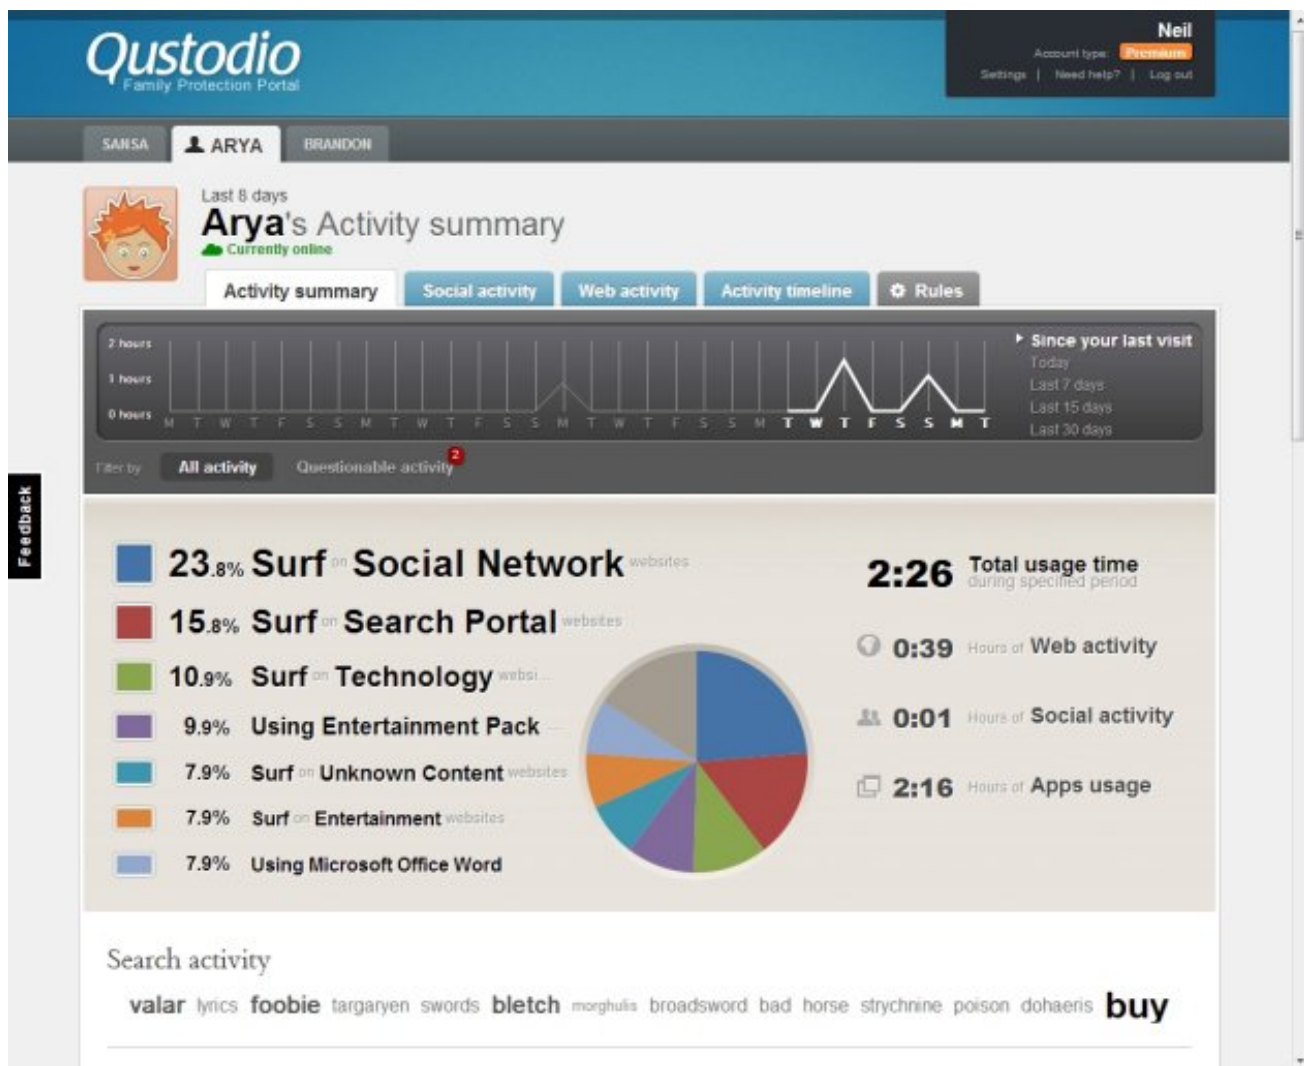 Qustodio
Family Protection Portal
Neil
Account type: Premium
Settings | Need help? | Log out
SANSA ARYA BRANDON
Last 8 days
Arya's Activity summary
Currently online
Activity summary Social activity Web activity Activity timeline Rules
2 hours
1 hours
0 hours
M T W T F S S M T W T F S S M T W T F S S M T W T F S S M T
Since your last visit
Today
Last 7 days
Last 15 days
Last 30 days
Filter by All activity Questionable activity 2
Feedback
23.8% Surf on Social Network websites
15.8% Surf on Search Portal websites
10.9% Surf on Technology websi...
9.9% Using Entertainment Pack ...
7.9% Surf on Unknown Content websites
7.9% Surf on Entertainment websites
7.9% Using Microsoft Office Word
2:26 Total usage time
during specified period
0:39 Hours of Web activity
0:01 Hours of Social activity
2:16 Hours of Apps usage
Search activity
valar lyrics foobie targaryen swords bletch morghulis broadsword bad horse strychnine poison dohaeris buy